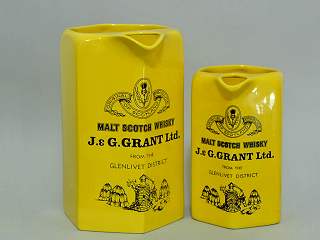 MALT SCOTCH WHISKY
J.& G.GRANT Ltd.
FROM THE
GLENLIVET DISTRICT
MALT SCOTCH WHISKY
J.& G.GRANT Ltd.
FROM THE
GLENLIVET DISTRICT